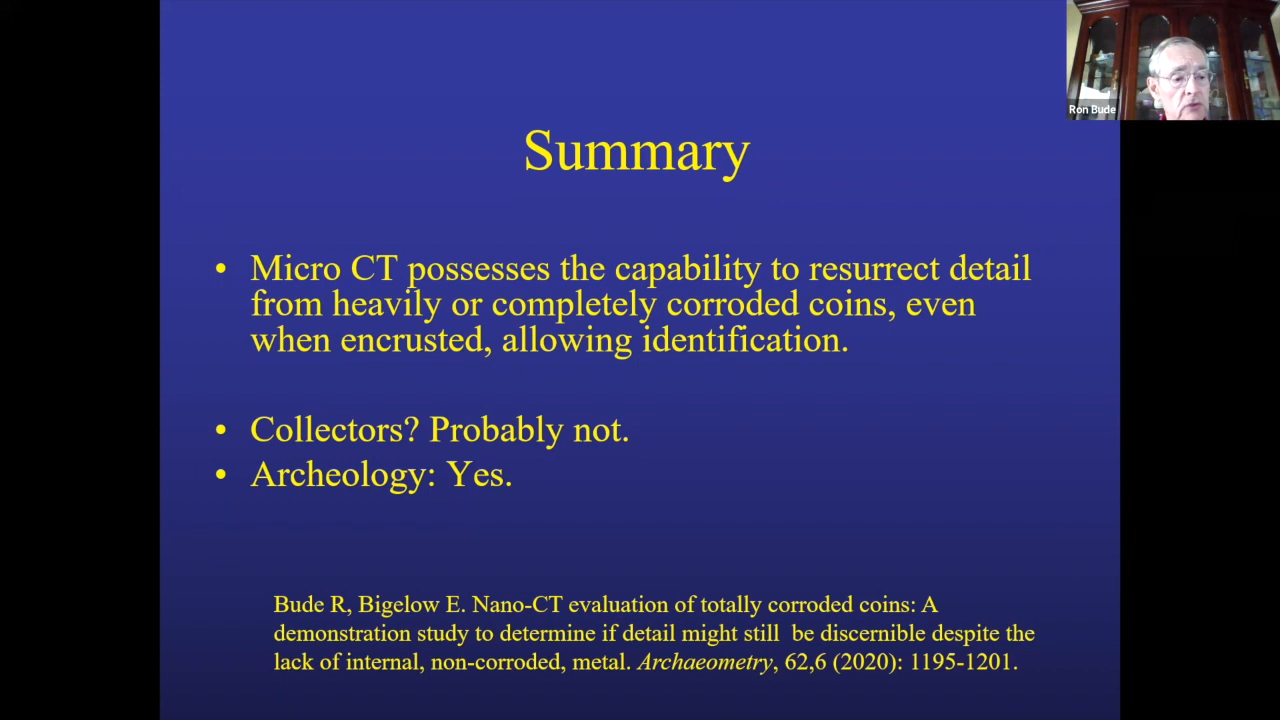 Ron Bude
Summary
• Micro CT possesses the capability to resurrect detail
from heavily or completely corroded coins, even
when encrusted, allowing identification.
• Collectors? Probably not.
• Archeology: Yes.
Bude R, Bigelow E. Nano-CT evaluation of totally corroded coins: A
demonstration study to determine if detail might still  be discernible despite the
lack of internal, non-corroded, metal. Archaeometry, 62,6 (2020): 1195-1201.